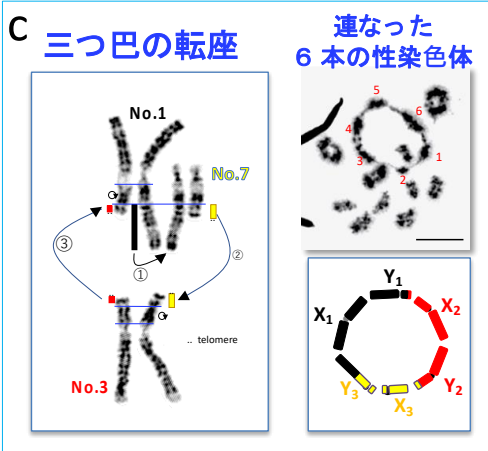 C
三つ巴の転座
連なった
6 本の性染色体
No.1
No.7
③
①
②
No.3
.. telomere
5
6
4
1
3
2
Y1
X1
X2
Y3
X3
Y2